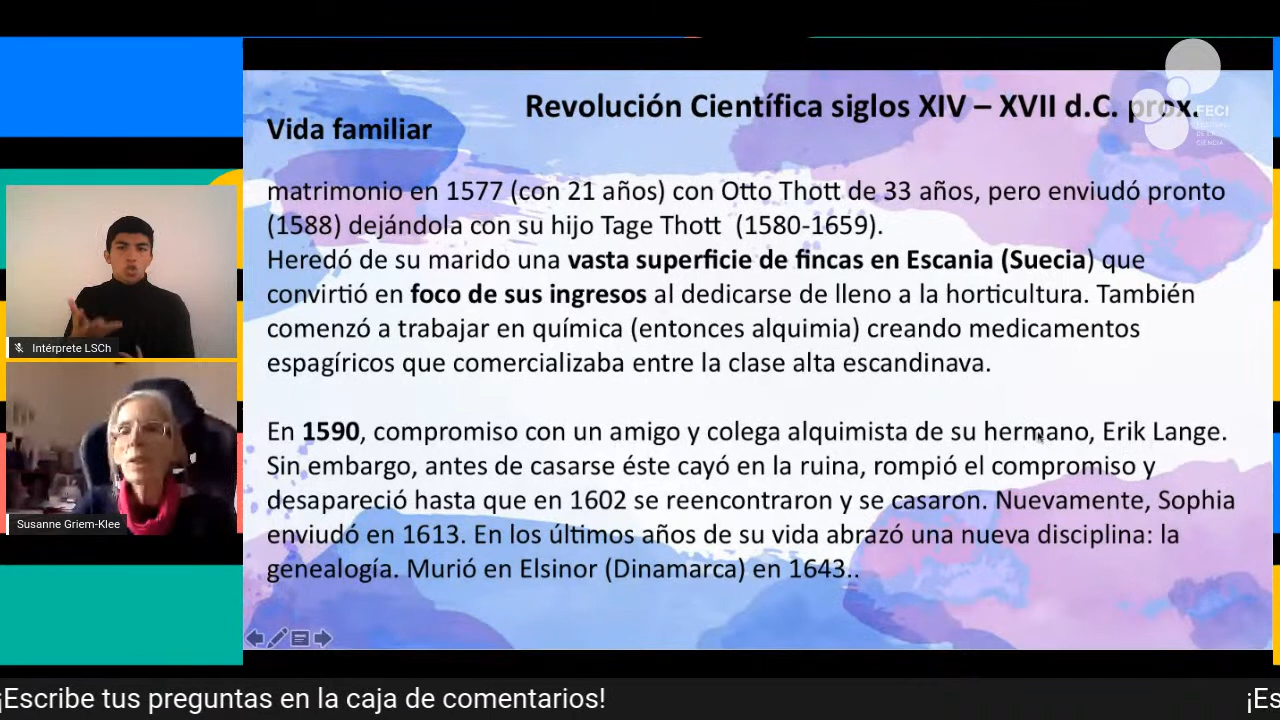 Revolución Científica siglos XIV – XVII d.C. prox.
FECI
FESTIVAL
DE LA
CIENCIA
Vida familiar
matrimonio en 1577 (con 21 años) con Otto Thott de 33 años, pero enviudó pronto
(1588) dejándola con su hijo Tage Thott (1580-1659).
Heredó de su marido una vasta superficie de fincas en Escania (Suecia) que
convirtió en foco de sus ingresos al dedicarse de lleno a la horticultura. También
comenzó a trabajar en química (entonces alquimia) creando medicamentos
espagíricos que comercializaba entre la clase alta escandinava.
En 1590, compromiso con un amigo y colega alquimista de su hermano, Erik Lange.
Sin embargo, antes de casarse éste cayó en la ruina, rompió el compromiso y
desapareció hasta que en 1602 se reencontraron y se casaron. Nuevamente, Sophia
enviudó en 1613. En los últimos años de su vida abrazó una nueva disciplina: la
genealogía. Murió en Elsinor (Dinamarca) en 1643..
Intérprete LSCh
Susanne Griem-Klee
¡Escribe tus preguntas en la caja de comentarios!
¡Es